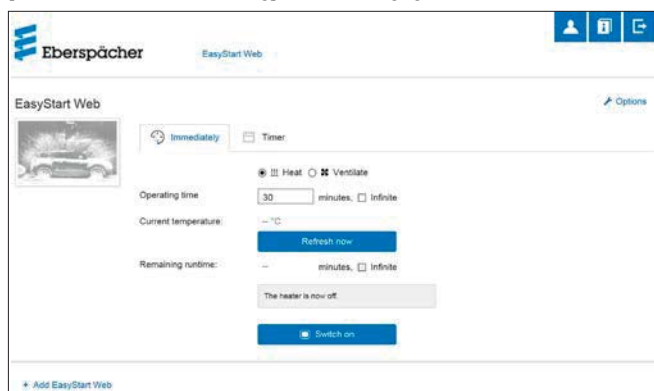 Eberspächer
EasyStart Web
EasyStart Web
Options
Immediately
Timer
Heat Ventilate
Operating time 30 minutes, Infinite
Current temperature: -- °C
Refresh now
Remaining runtime: -- minutes, Infinite
The heater is now off.
Switch on
+ Add EasyStart Web